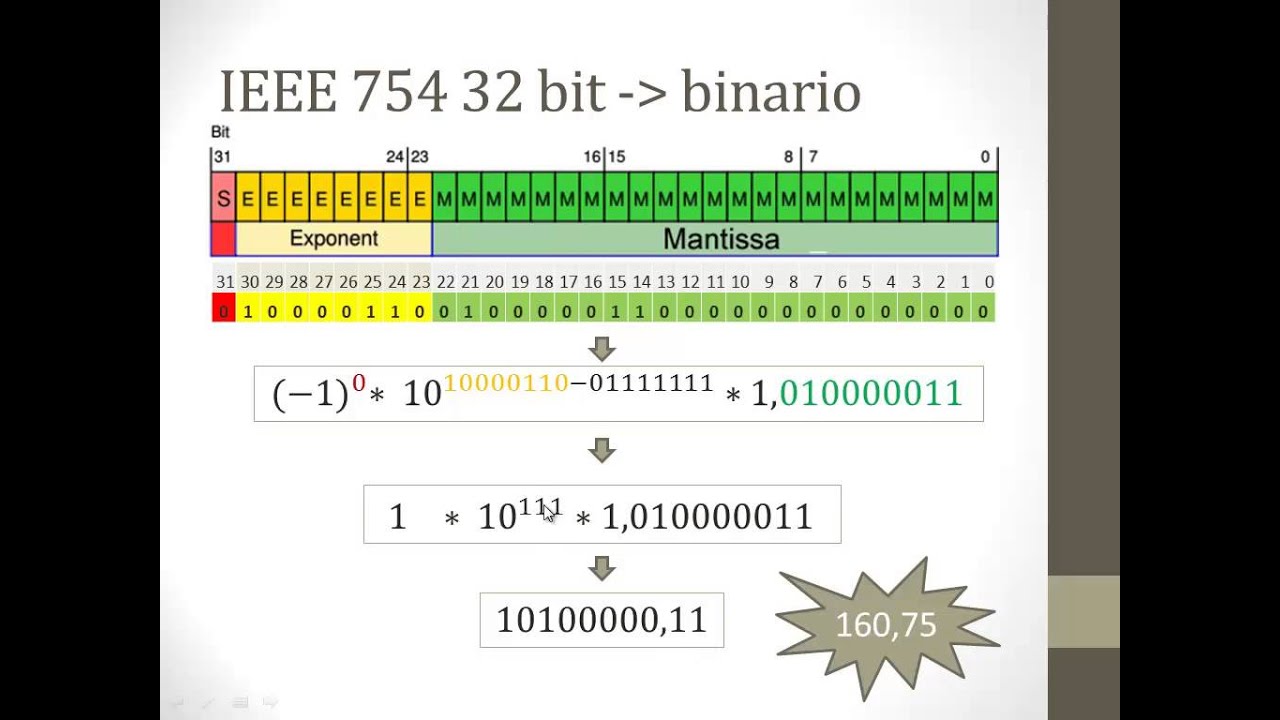 IEEE 754 32 bit -> binario
Bit
31 24 23 16 15 8 7 0
S E E E E E E E E M M M M M M M M M M M M M M M M M M M M M M M
Exponent Mantissa
31 30 29 28 27 26 25 24 23 22 21 20 19 18 17 16 15 14 13 12 11 10 9 8 7 6 5 4 3 2 1 0
0 1 0 0 0 0 1 1 0 0 1 0 0 0 0 0 1 1 0 0 0 0 0 0 0 0 0 0 0 0 0 0
(−1)^0 * 10^10000110−01111111 * 1,010000011
1 * 10^111 * 1,010000011
10100000,11
160,75